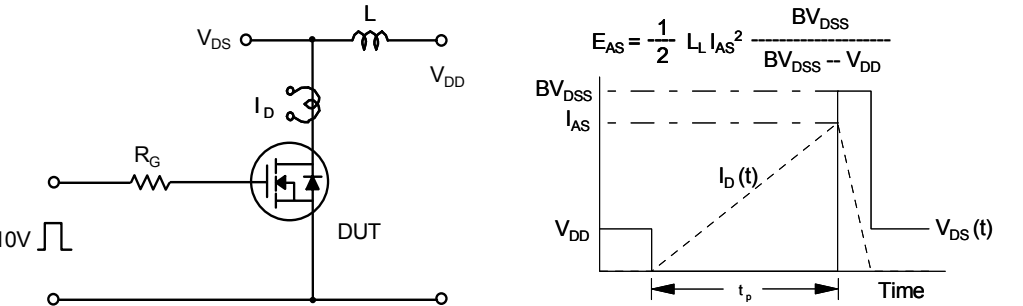 L
V_DS
V_DD
I_D
R_G
10V
DUT
E_AS = 1/2 L_L I_AS² BV_DSS / BV_DSS -- V_DD
BV_DSS
I_AS
I_D (t)
V_DD
V_DS (t)
t_p
Time